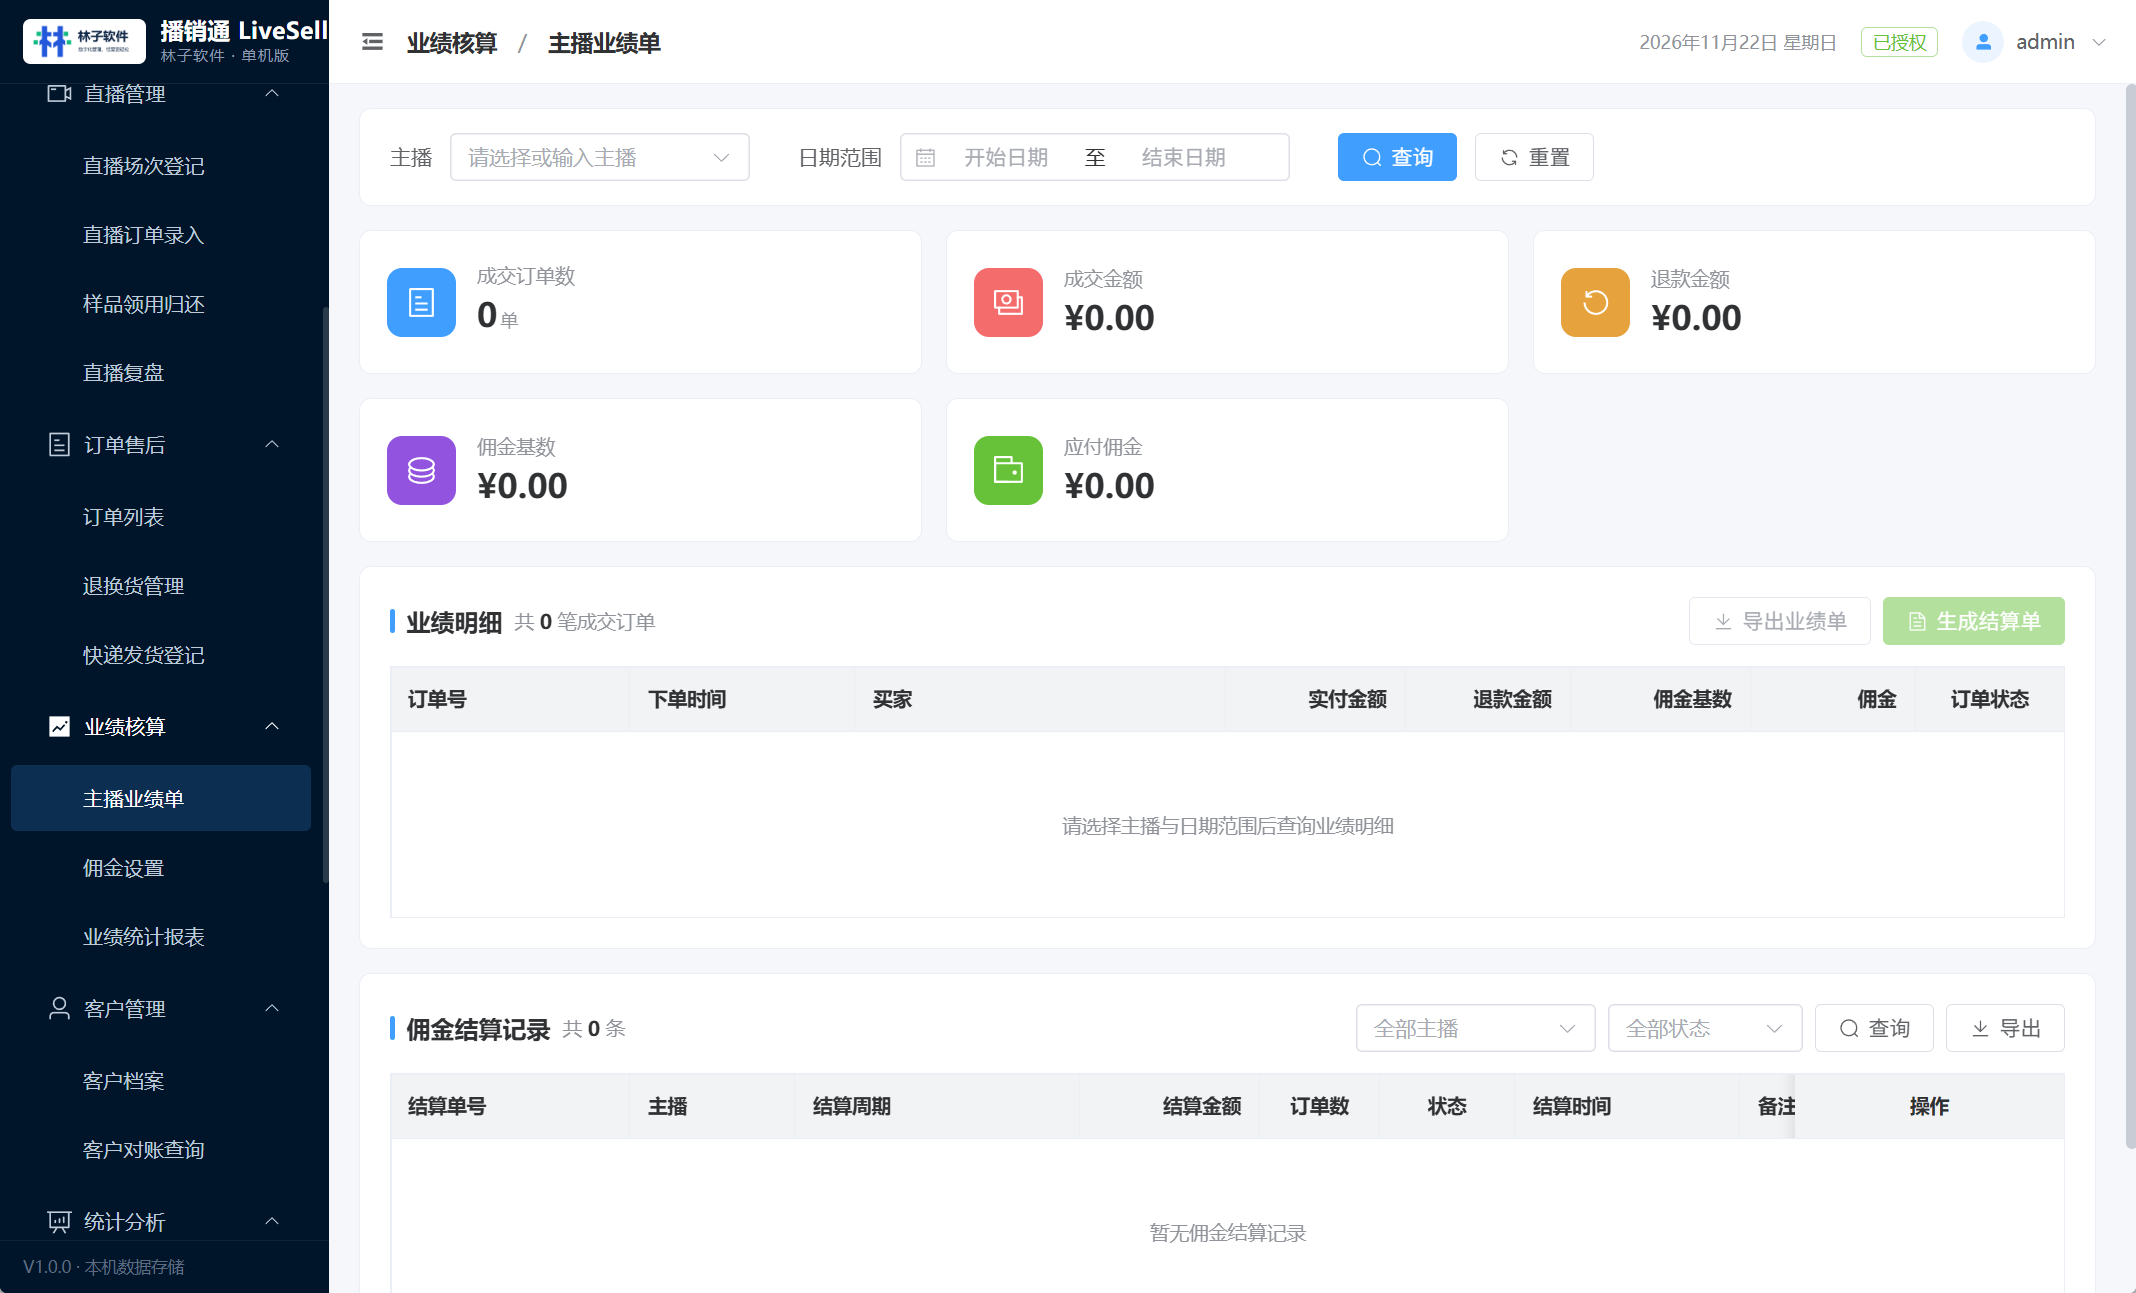 林子软件
播销通 LiveSell
林子软件 · 单机版
直播管理
直播场次登记
直播订单录入
样品领用归还
直播复盘
订单售后
订单列表
退换货管理
快递发货登记
业绩核算
主播业绩单
佣金设置
业绩统计报表
客户管理
客户档案
客户对账查询
统计分析
V1.0.0 · 本机数据存储
业绩核算 / 主播业绩单
2026年11月22日 星期日 已授权 admin
主播 请选择或输入主播 日期范围 开始日期 至 结束日期 查询 重置
成交订单数
0 单
成交金额
¥0.00
退款金额
¥0.00
佣金基数
¥0.00
应付佣金
¥0.00
业绩明细 共 0 笔成交订单 导出业绩单 生成结算单
订单号 下单时间 买家 实付金额 退款金额 佣金基数 佣金 订单状态
请选择主播与日期范围后查询业绩明细
佣金结算记录 共 0 条 全部主播 全部状态 查询 导出
结算单号 主播 结算周期 结算金额 订单数 状态 结算时间 备注 操作
暂无佣金结算记录